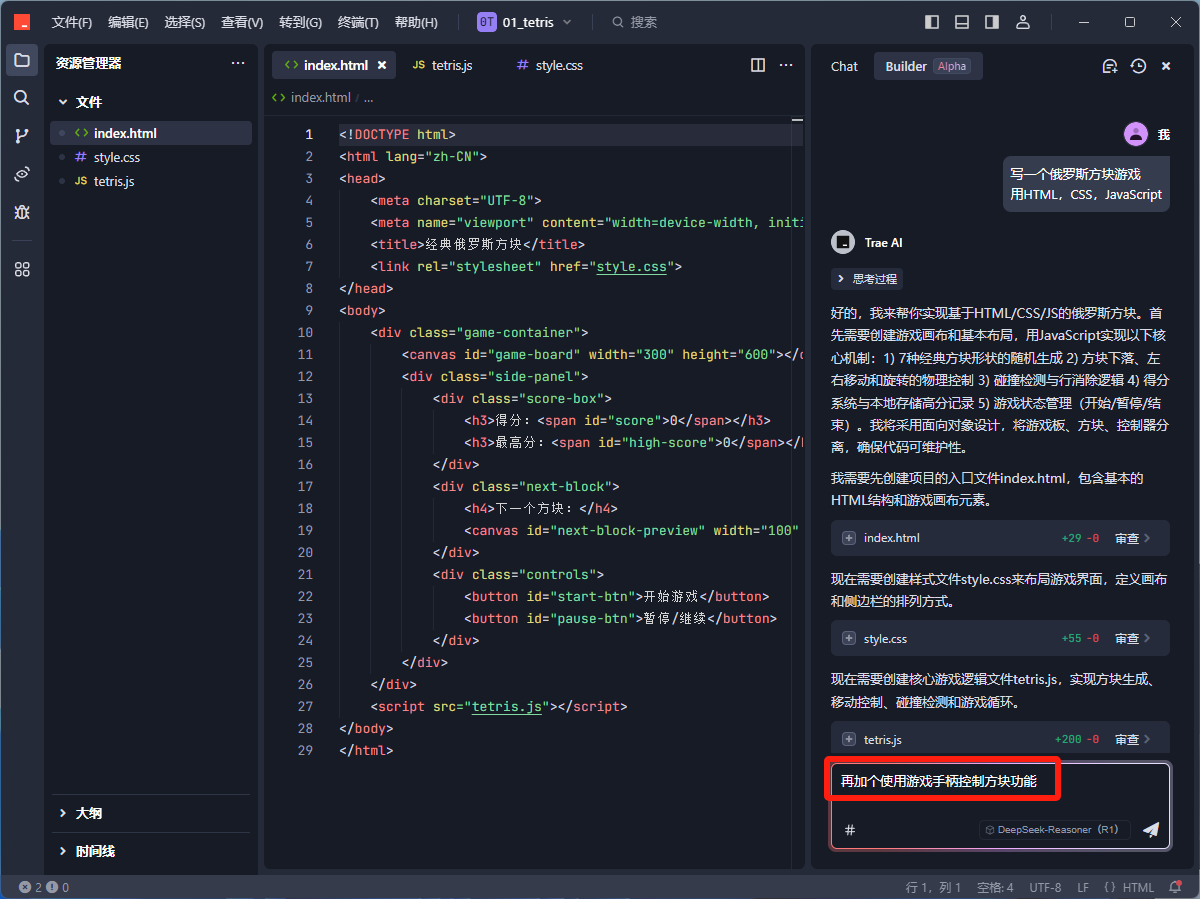 文件(F) 编辑(E) 选择(S) 查看(V) 转到(G) 终端(T) 帮助(H) 0T 01_tetris 搜索
资源管理器
文件
index.html
style.css
tetris.js
大纲
时间线
index.html JS tetris.js # style.css
index.html / ...
1 <!DOCTYPE html>
2 <html lang="zh-CN">
3 <head>
4 <meta charset="UTF-8">
5 <meta name="viewport" content="width=device-width, initi
6 <title>经典俄罗斯方块</title>
7 <link rel="stylesheet" href="style.css">
8 </head>
9 <body>
10 <div class="game-container">
11 <canvas id="game-board" width="300" height="600"></c
12 <div class="side-panel">
13 <div class="score-box">
14 <h3>得分: <span id="score">0</span></h3>
15 <h3>最高分: <span id="high-score">0</span></h
16 </div>
17 <div class="next-block">
18 <h4>下一个方块: </h4>
19 <canvas id="next-block-preview" width="100"
20 </div>
21 <div class="controls">
22 <button id="start-btn">开始游戏</button>
23 <button id="pause-btn">暂停/继续</button>
24 </div>
25 </div>
26 </div>
27 <script src="tetris.js"></script>
28 </body>
29 </html>
Chat Builder Alpha
我
写一个俄罗斯方块游戏
用HTML，CSS，JavaScript
Trae AI
思考过程
好的，我来帮你实现基于HTML/CSS/JS的俄罗斯方块。首
先需要创建游戏画布和基本布局，用JavaScript实现以下核
心机制：1) 7种经典方块形状的随机生成 2) 方块下落、左
右移动和旋转的物理控制 3) 碰撞检测与行消除逻辑 4) 得分
系统与本地存储高分记录 5) 游戏状态管理（开始/暂停/结
束）。我将采用面向对象设计，将游戏板、方块、控制器分
离，确保代码可维护性。
我需要先创建项目的入口文件index.html，包含基本的
HTML结构和游戏画布元素。
index.html +29 -0 审查
现在需要创建样式文件style.css来布局游戏界面，定义画布
和侧边栏的排列方式。
style.css +55 -0 审查
现在需要创建核心游戏逻辑文件tetris.js，实现方块生成、
移动控制、碰撞检测和游戏循环。
tetris.js +200 -0 审查
再加个使用游戏手柄控制方块功能
# DeepSeek-Reasoner（R1）
2 0 行 1，列 1 空格: 4 UTF-8 LF {} HTML